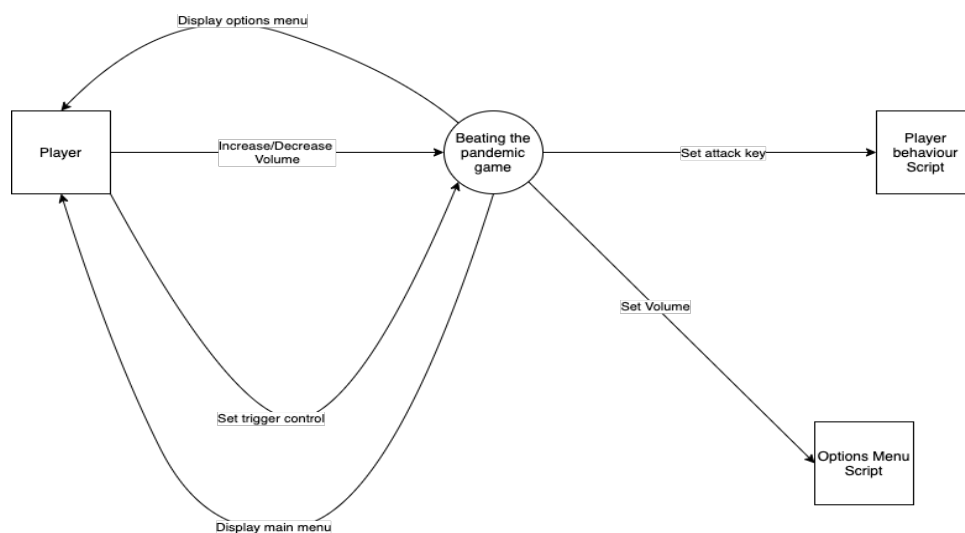 Display options menu
Player
Increase/Decrease
Volume
Beating the
pandemic
game
Set attack key
Player
behaviour
Script
Set Volume
Set trigger control
Options Menu
Script
Display main menu